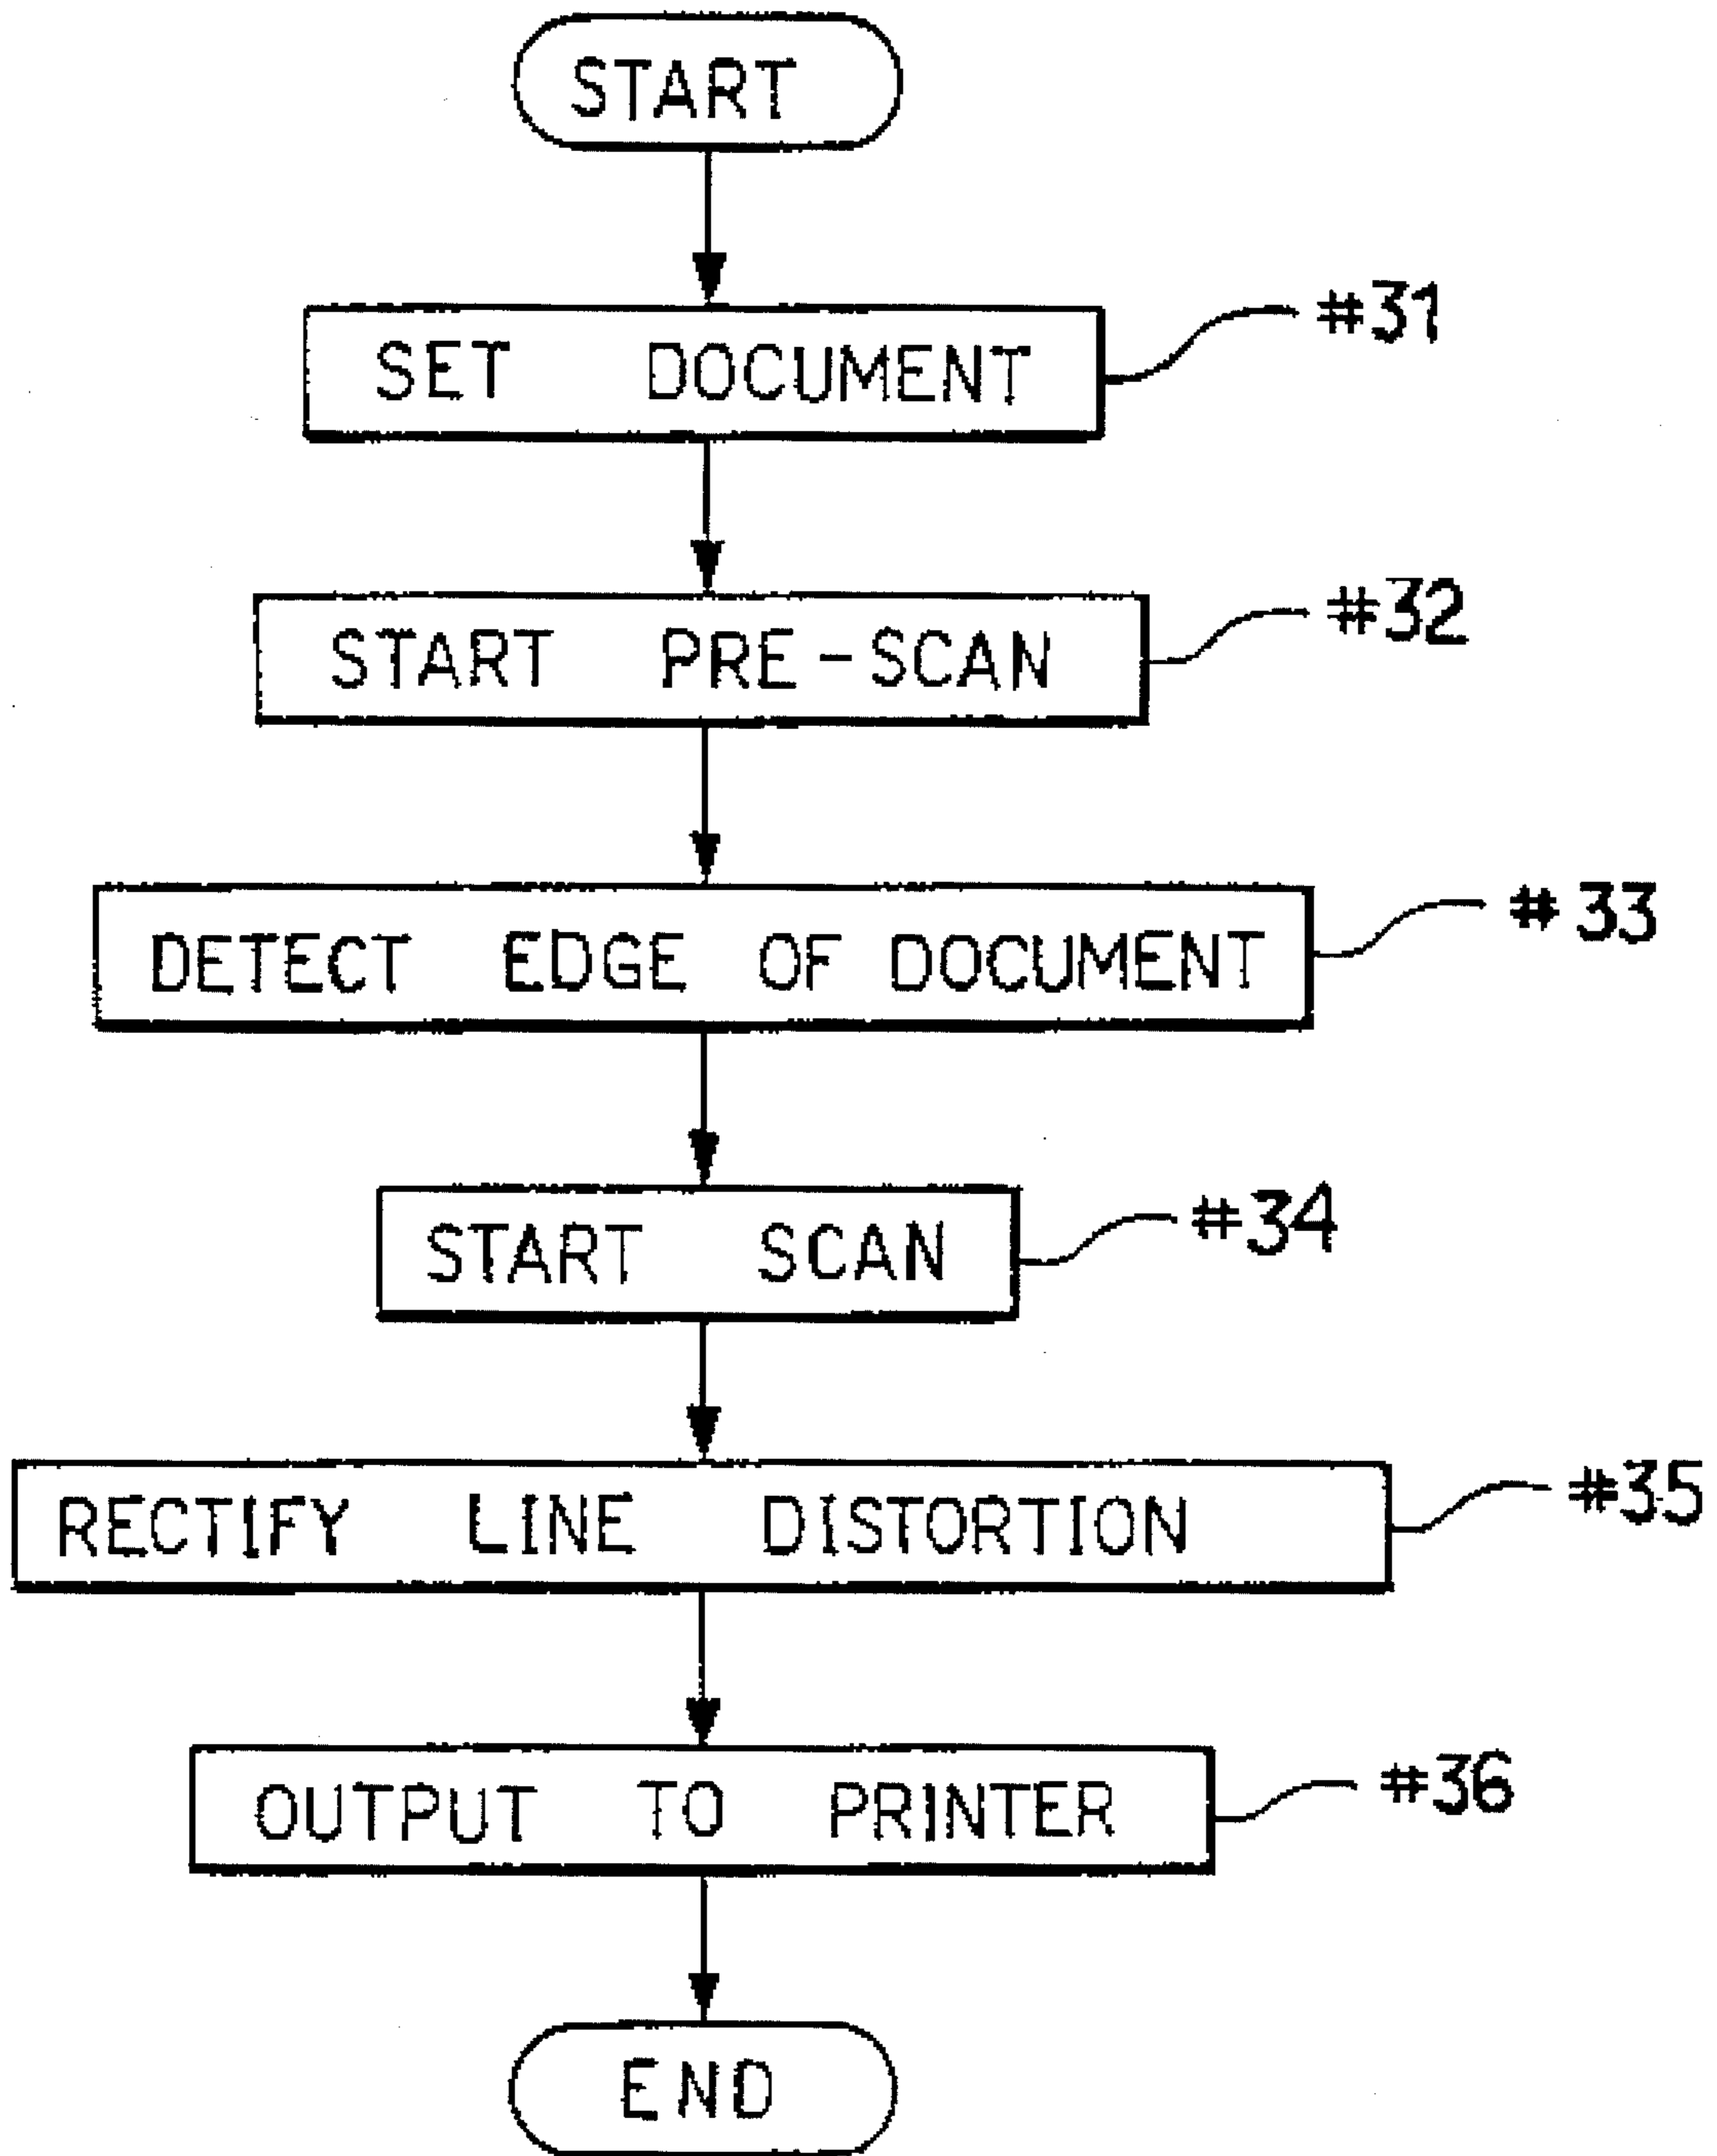 START
SET DOCUMENT
#31
START PRE-SCAN
#32
DETECT EDGE OF DOCUMENT
#33
START SCAN
#34
RECTIFY LINE DISTORTION
#35
OUTPUT TO PRINTER
#36
END